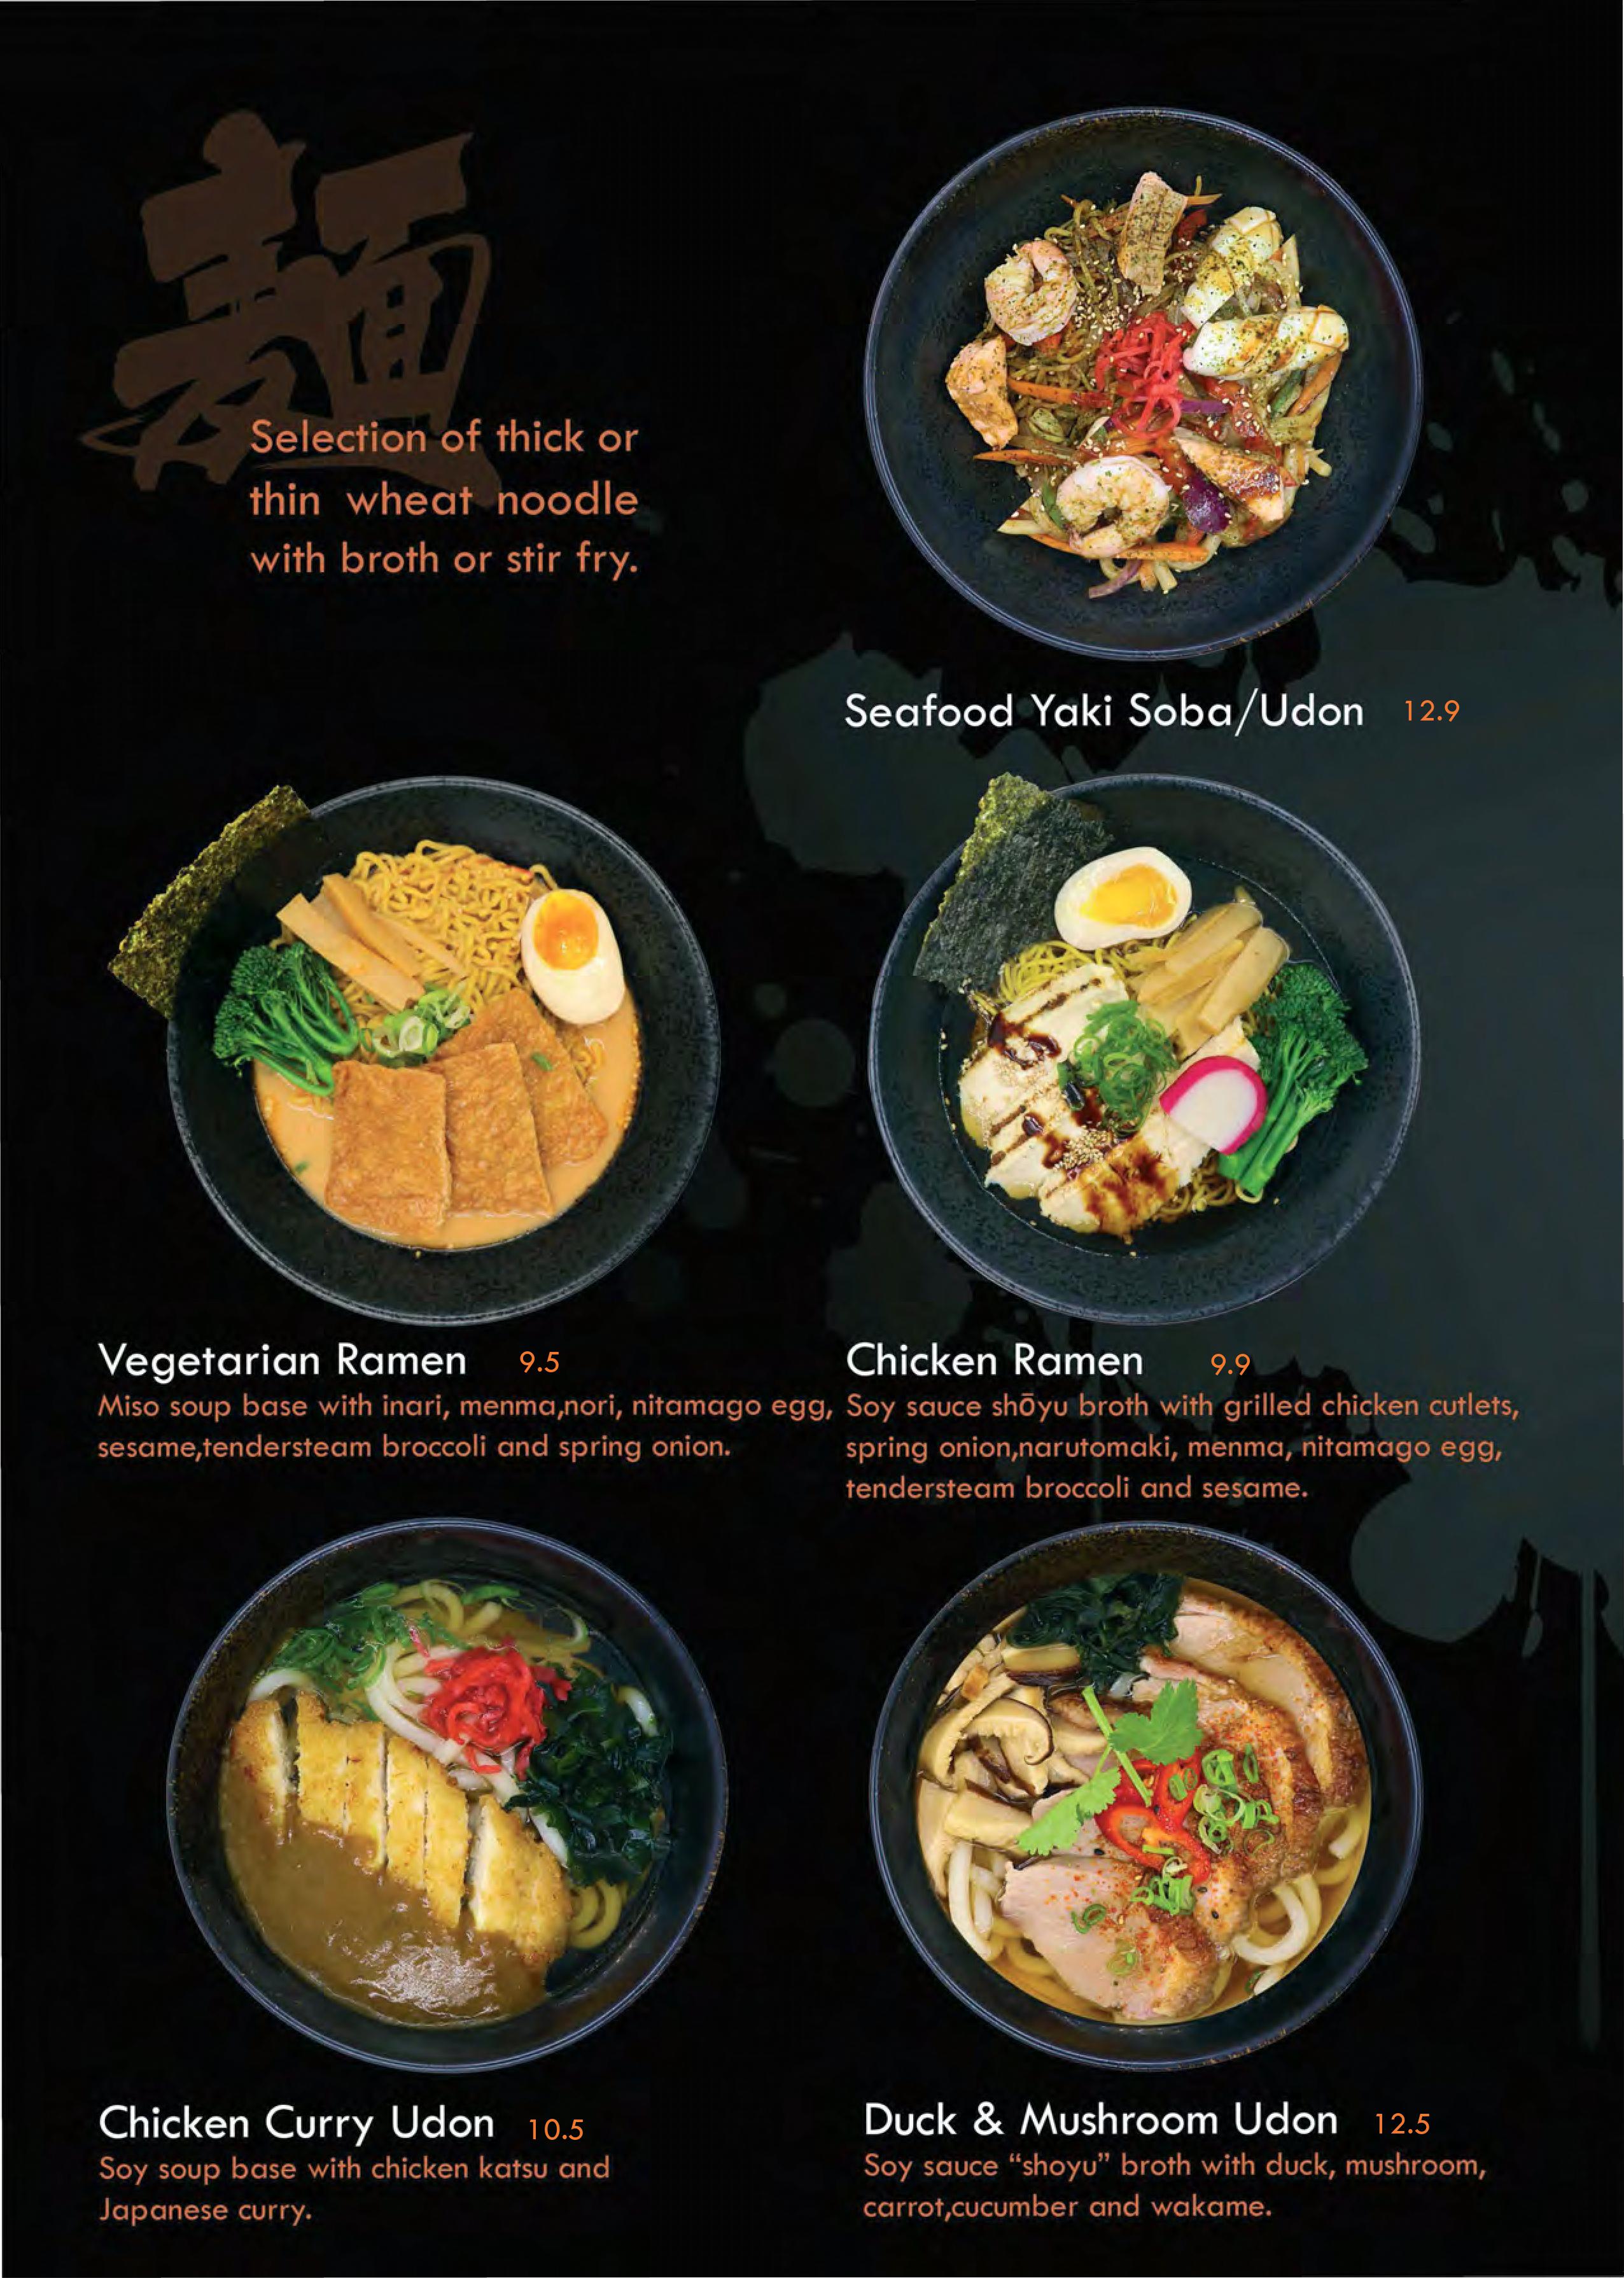 麺
Selection of thick or
thin wheat noodle
with broth or stir fry.
Seafood Yaki Soba/Udon 12.9
Vegetarian Ramen 9.5
Miso soup base with inari, menma,nori, nitamago egg,
sesame,tendersteam broccoli and spring onion.
Chicken Ramen 9.9
Soy sauce shōyu broth with grilled chicken cutlets,
spring onion,narutomaki, menma, nitamago egg,
tendersteam broccoli and sesame.
Chicken Curry Udon 10.5
Soy soup base with chicken katsu and
Japanese curry.
Duck & Mushroom Udon 12.5
Soy sauce “shoyu” broth with duck, mushroom,
carrot,cucumber and wakame.